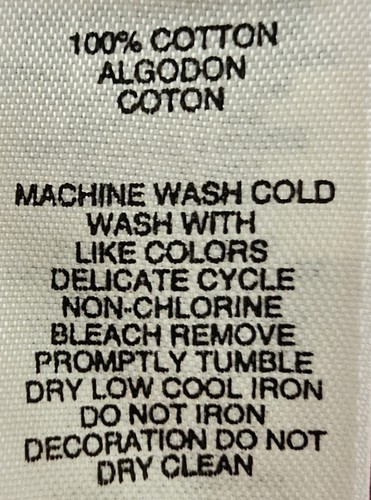 100% COTTON
ALGODON
COTON
MACHINE WASH COLD
WASH WITH
LIKE COLORS
DELICATE CYCLE
NON-CHLORINE
BLEACH REMOVE
PROMPTLY TUMBLE
DRY LOW COOL IRON
DO NOT IRON
DECORATION DO NOT
DRY CLEAN